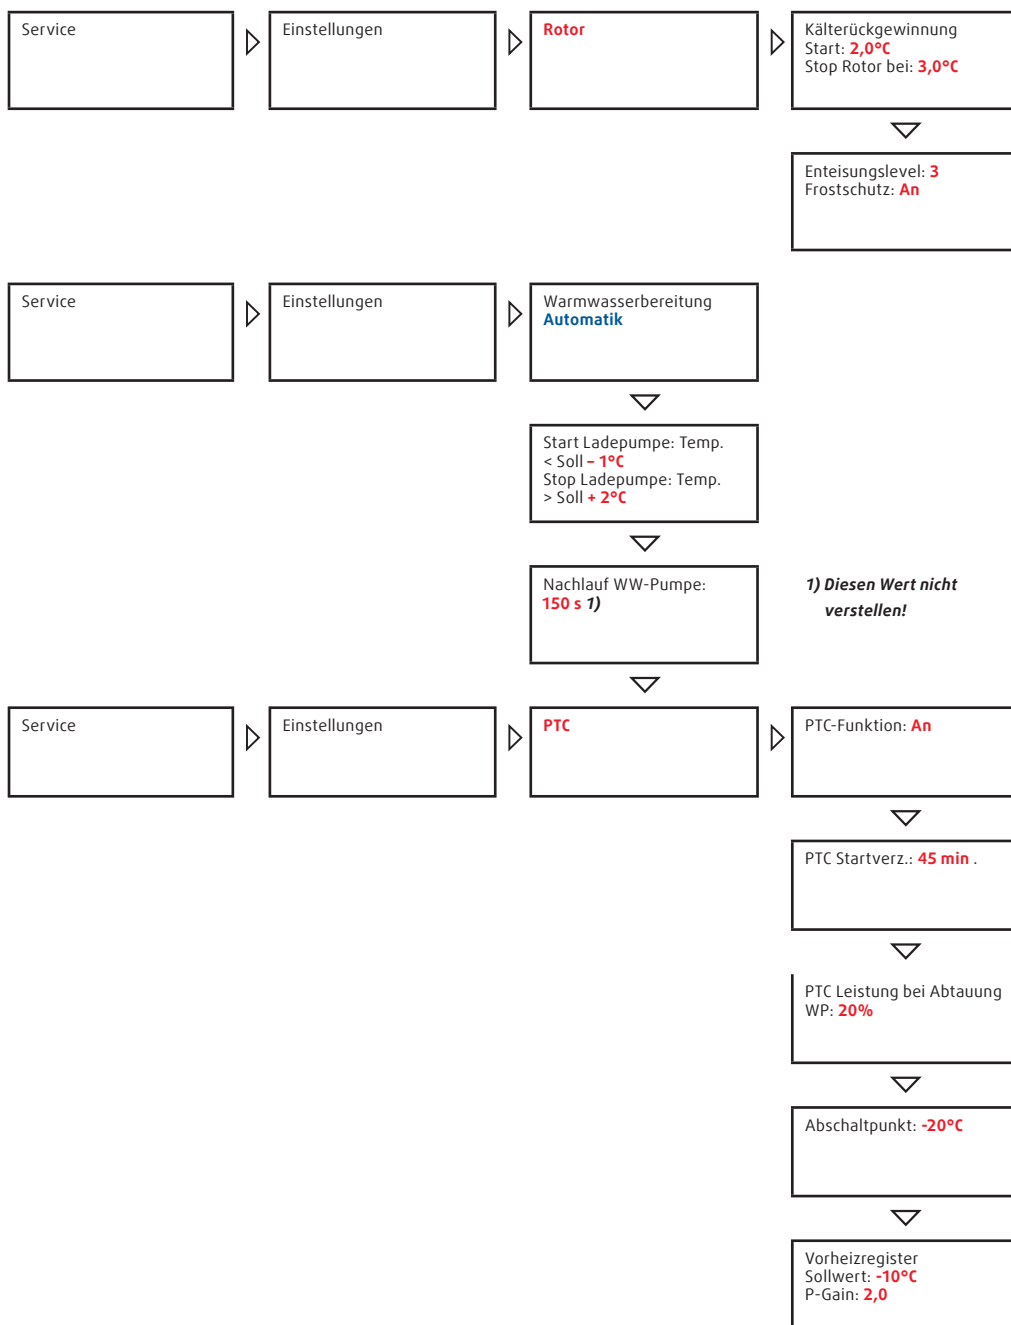 Service
Einstellungen
Rotor
Kälterückgewinnung
Start: 2,0°C
Stop Rotor bei: 3,0°C
Enteisungslevel: 3
Frostschutz: An
Service
Einstellungen
Warmwasserbereitung
Automatik
Start Ladepumpe: Temp.
< Soll – 1°C
Stop Ladepumpe: Temp.
> Soll + 2°C
Nachlauf WW-Pumpe:
150 s 1)
1) Diesen Wert nicht
verstellen!
Service
Einstellungen
PTC
PTC-Funktion: An
PTC Startverz.: 45 min .
PTC Leistung bei Abtauung
WP: 20%
Abschaltpunkt: -20°C
Vorheizregister
Sollwert: -10°C
P-Gain: 2,0